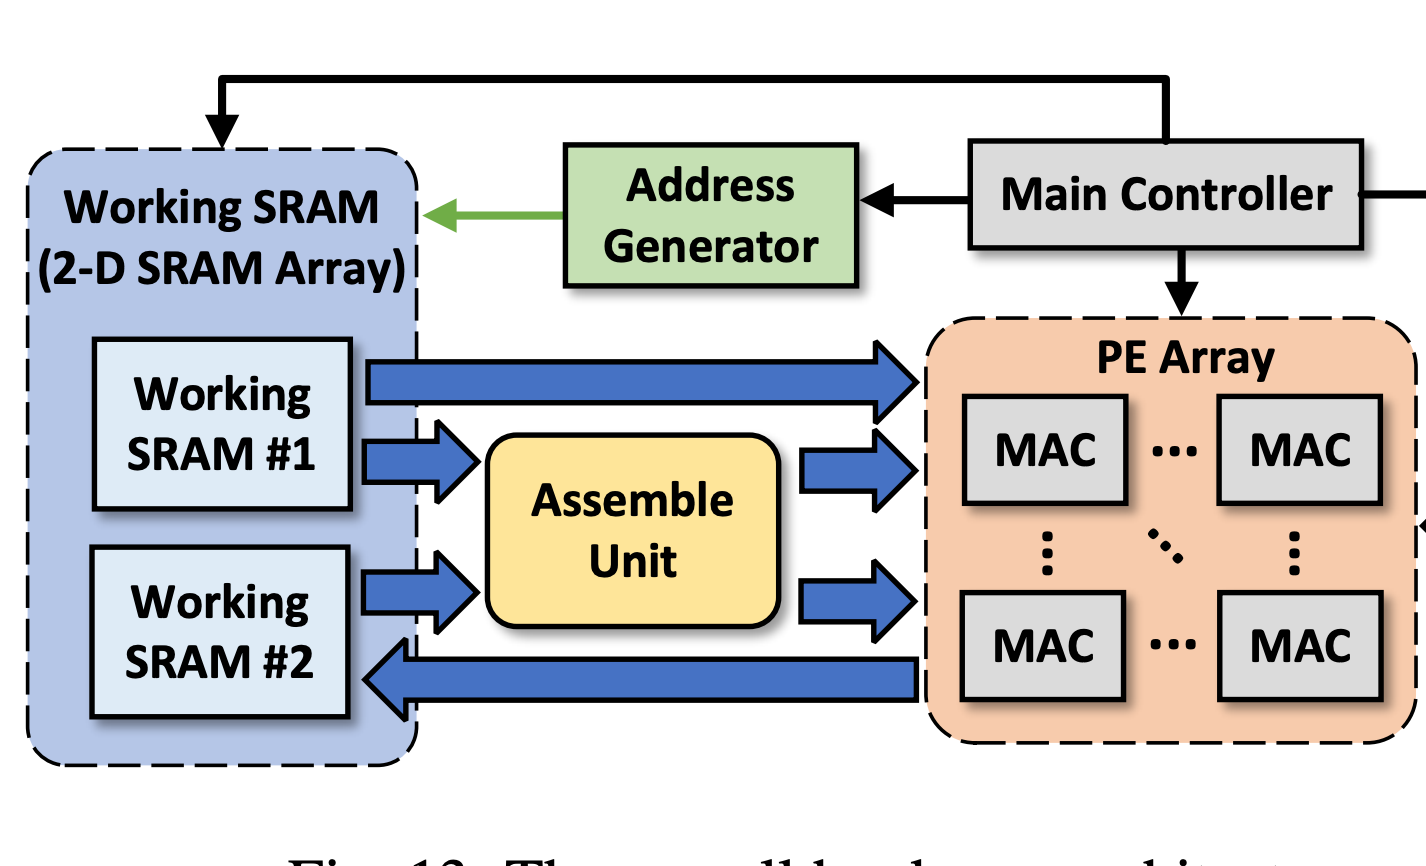 Working SRAM
(2-D SRAM Array)
Address
Generator
Main Controller
Working
SRAM #1
Working
SRAM #2
Assemble
Unit
PE Array
MAC ... MAC
MAC ... MAC